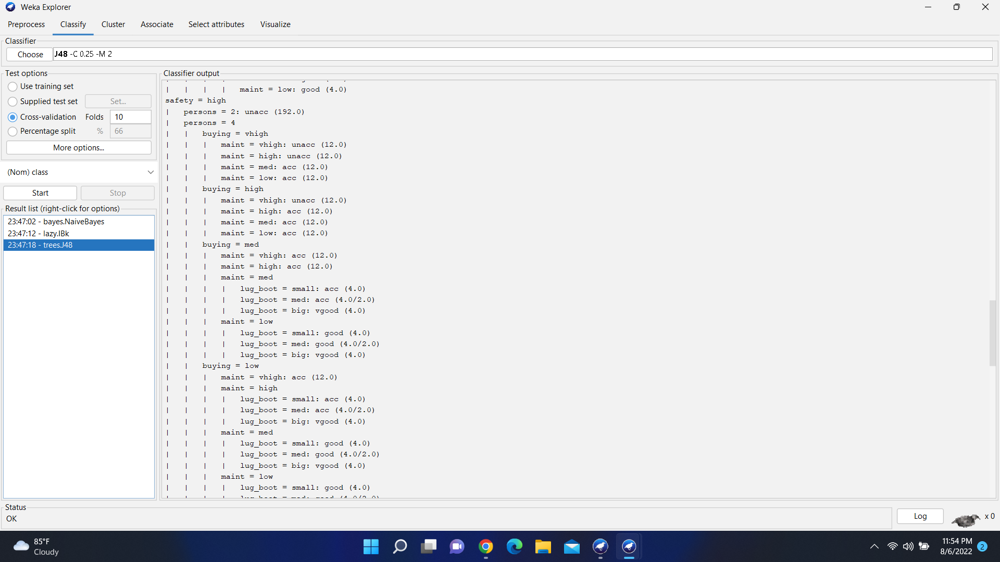 Weka Explorer
Preprocess Classify Cluster Associate Select attributes Visualize
Classifier
Choose J48 -C 0.25 -M 2
Test options
Use training set
Supplied test set Set...
Cross-validation Folds 10
Percentage split % 66
More options...
(Nom) class
Start Stop
Result list (right-click for options)
23:47:02 - bayes.NaiveBayes
23:47:12 - lazy.IBk
23:47:18 - trees.J48
Classifier output
| | | | maint = low: good (4.0)
safety = high
| persons = 2: unacc (192.0)
| persons = 4
| | buying = vhigh
| | | maint = vhigh: unacc (12.0)
| | | maint = high: unacc (12.0)
| | | maint = med: acc (12.0)
| | | maint = low: acc (12.0)
| | buying = high
| | | maint = vhigh: unacc (12.0)
| | | maint = high: acc (12.0)
| | | maint = med: acc (12.0)
| | | maint = low: acc (12.0)
| | buying = med
| | | maint = vhigh: acc (12.0)
| | | maint = high: acc (12.0)
| | | maint = med
| | | | lug_boot = small: acc (4.0)
| | | | lug_boot = med: acc (4.0/2.0)
| | | | lug_boot = big: vgood (4.0)
| | | maint = low
| | | | lug_boot = small: good (4.0)
| | | | lug_boot = med: good (4.0/2.0)
| | | | lug_boot = big: vgood (4.0)
| | buying = low
| | | maint = vhigh: acc (12.0)
| | | maint = high
| | | | lug_boot = small: acc (4.0)
| | | | lug_boot = med: acc (4.0/2.0)
| | | | lug_boot = big: vgood (4.0)
| | | maint = med
| | | | lug_boot = small: good (4.0)
| | | | lug_boot = med: good (4.0/2.0)
| | | | lug_boot = big: vgood (4.0)
| | | maint = low
| | | | lug_boot = small: good (4.0)
| | | | lug_boot = med: good (4.0/2.0)
Status
OK
Log
x 0
85°F
Cloudy
11:54 PM
8/6/2022
2